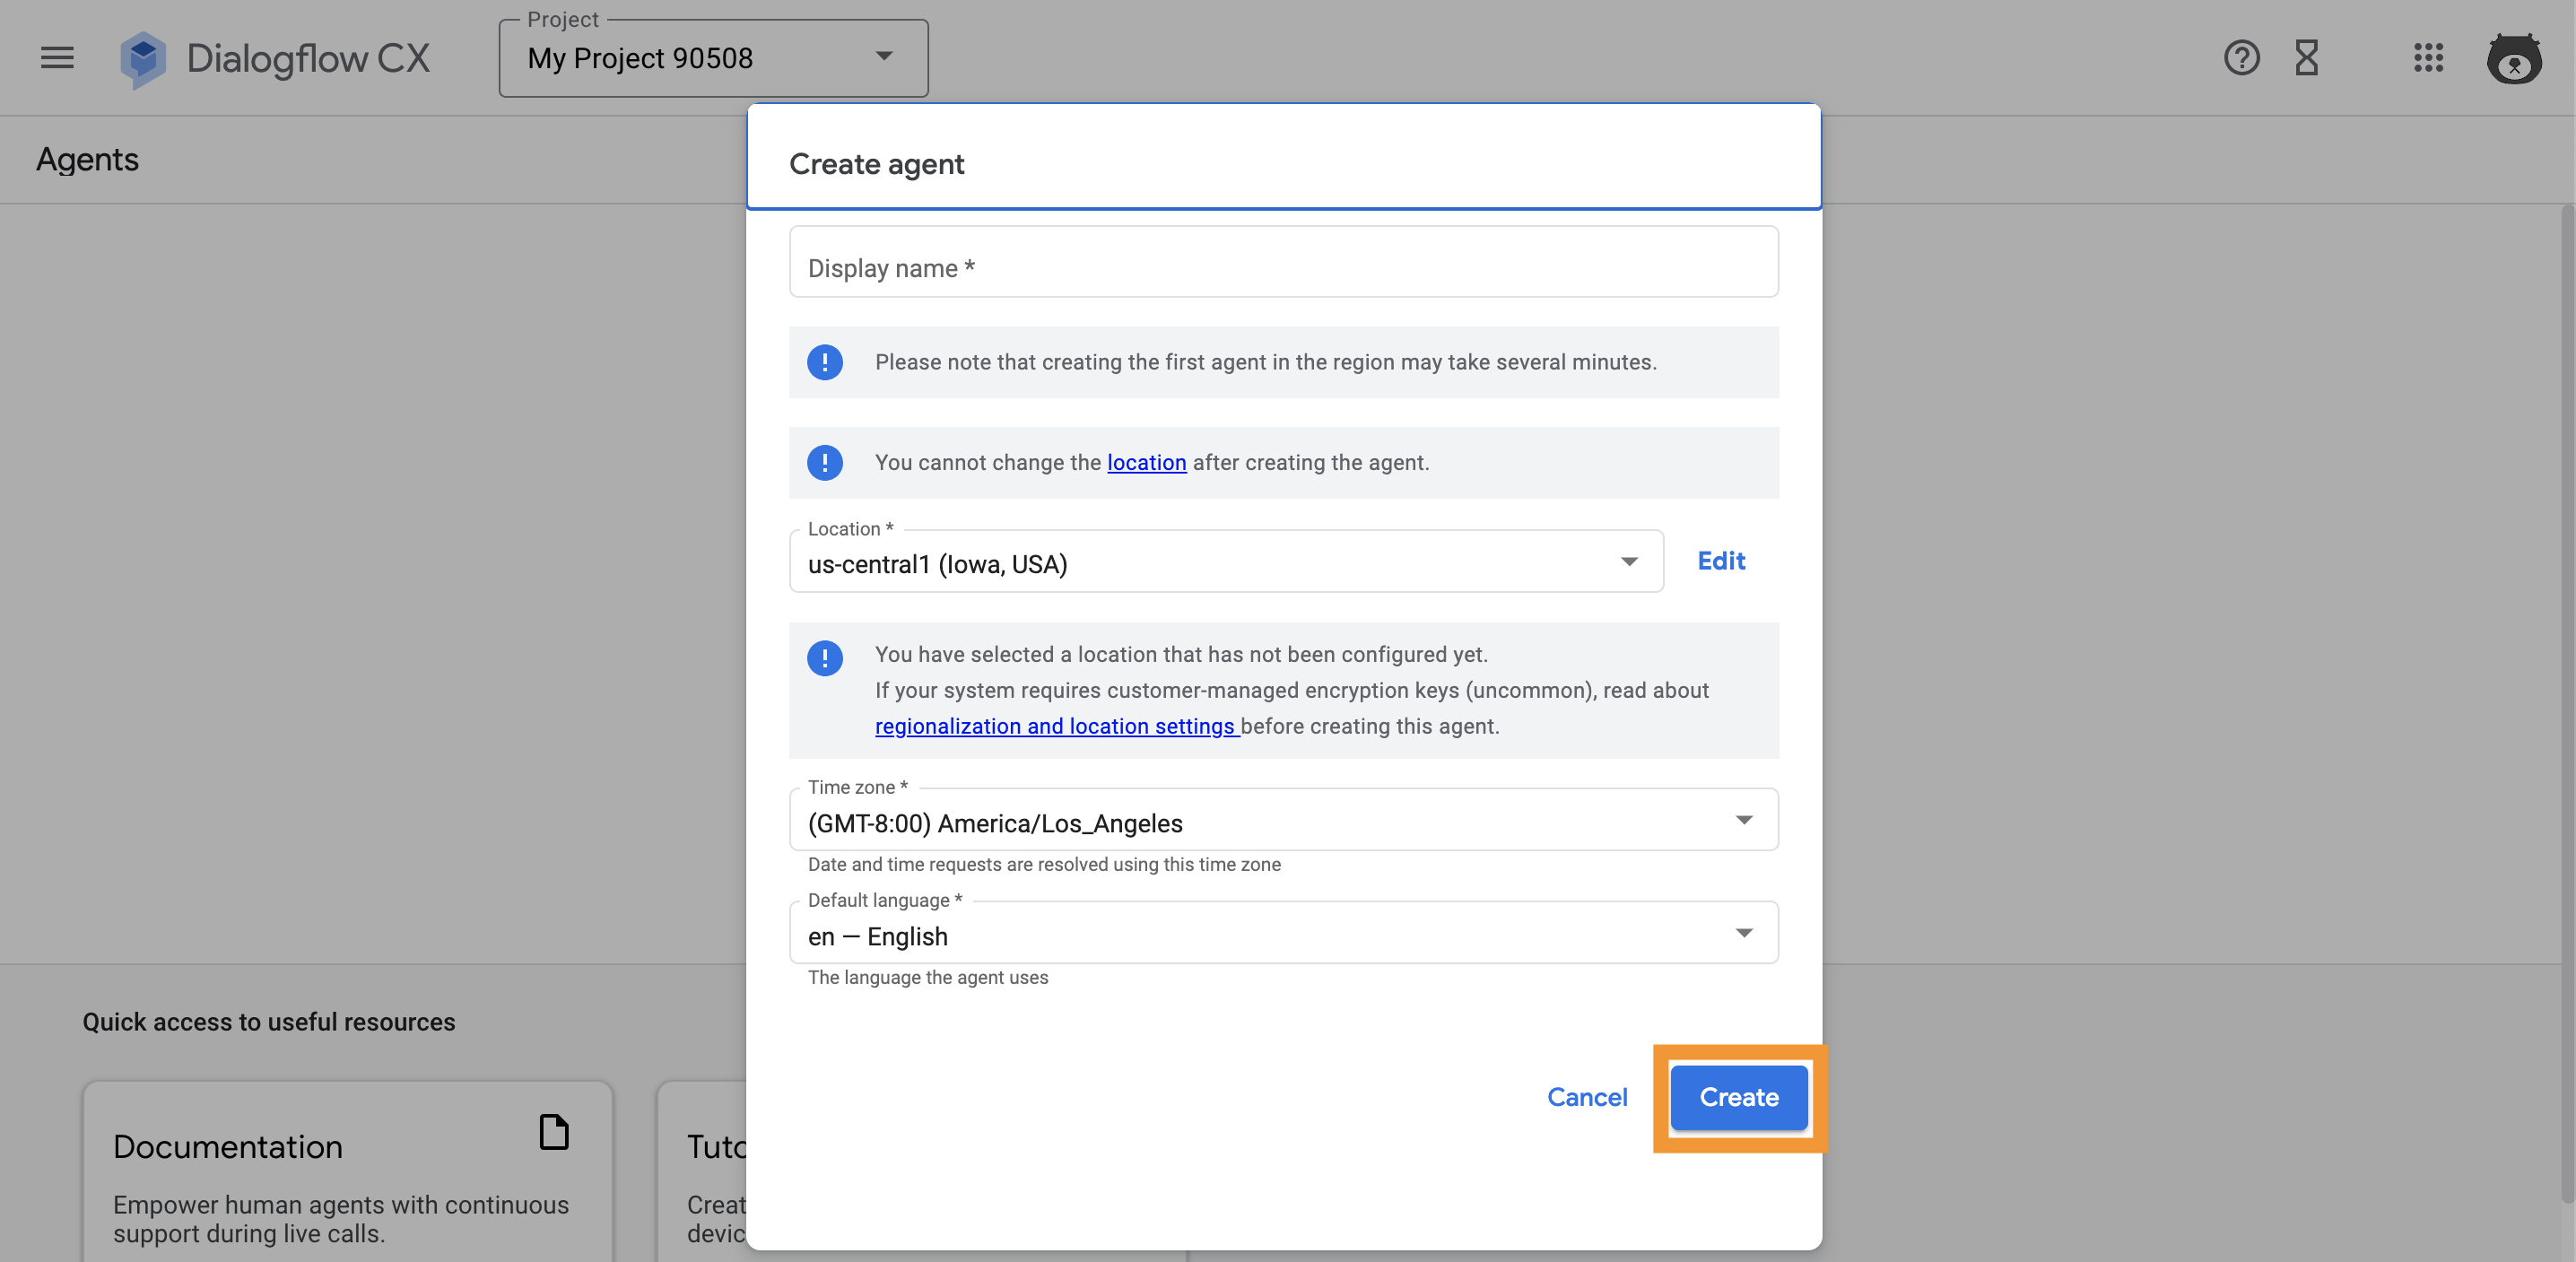 Project
Dialogflow CX
My Project 90508
Agents
Create agent
Display name *
Please note that creating the first agent in the region may take several minutes.
You cannot change the location after creating the agent.
Location *
us-central1 (Iowa, USA)
Edit
You have selected a location that has not been configured yet.
If your system requires customer-managed encryption keys (uncommon), read about
regionalization and location settings before creating this agent.
Time zone *
(GMT-8:00) America/Los_Angeles
Date and time requests are resolved using this time zone
Default language *
en — English
The language the agent uses
Cancel
Create
Quick access to useful resources
Documentation
Empower human agents with continuous
support during live calls.
Tuto
Creat
devic